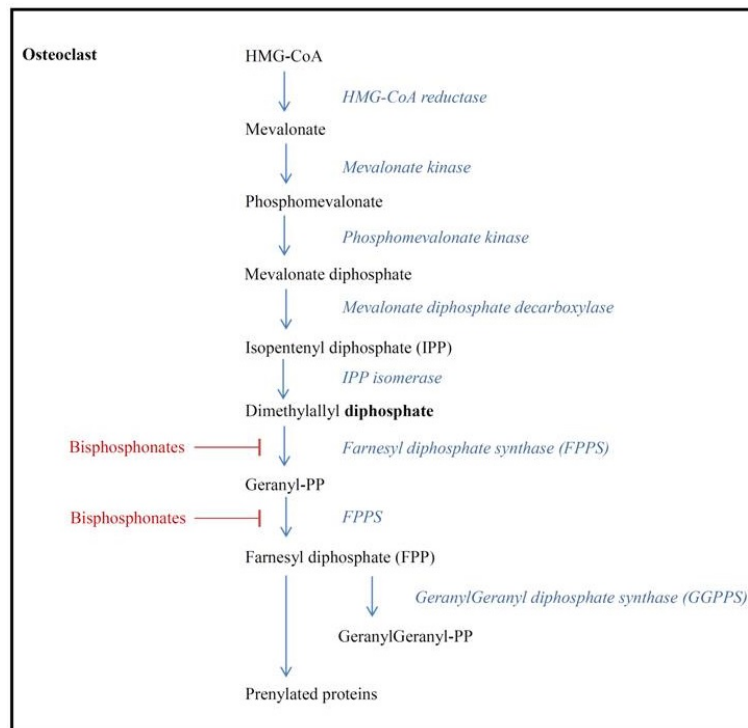 Osteoclast
HMG-CoA
HMG-CoA reductase
Mevalonate
Mevalonate kinase
Phosphomevalonate
Phosphomevalonate kinase
Mevalonate diphosphate
Mevalonate diphosphate decarboxylase
Isopentenyl diphosphate (IPP)
IPP isomerase
Dimethylallyl diphosphate
Bisphosphonates
Farnesyl diphosphate synthase (FPPS)
Geranyl-PP
Bisphosphonates
FPPS
Farnesyl diphosphate (FPP)
GeranylGeranyl diphosphate synthase (GGPPS)
GeranylGeranyl-PP
Prenylated proteins